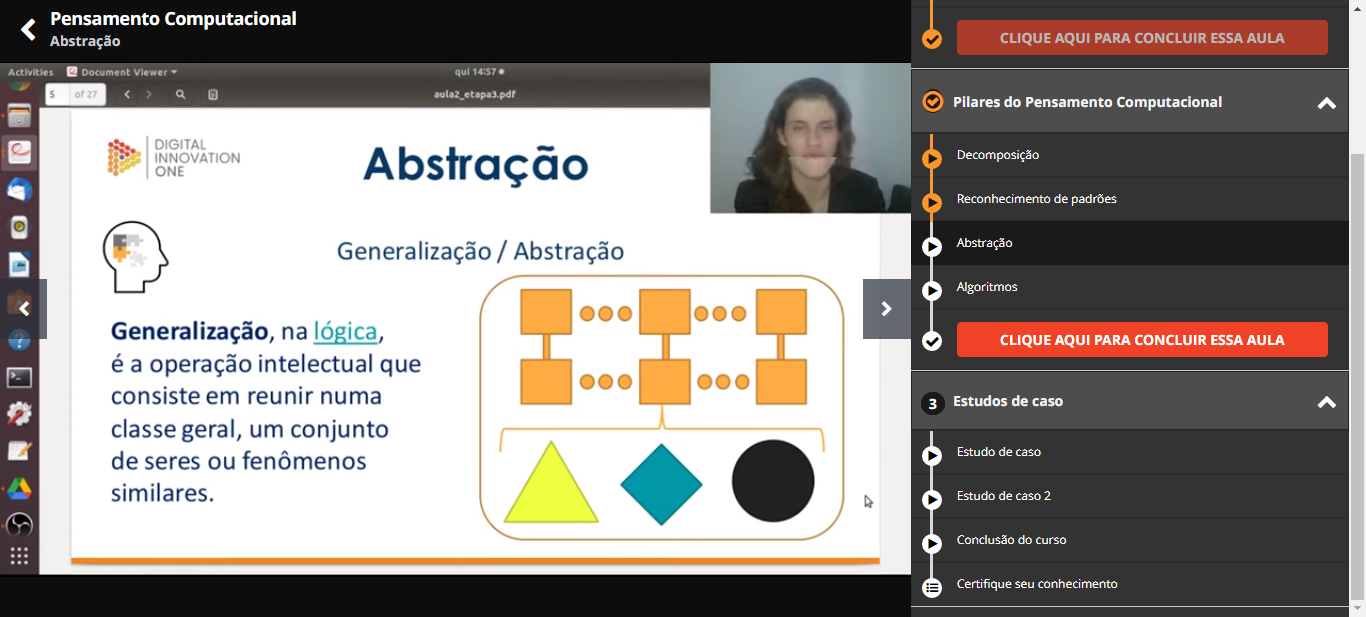 Pensamento Computacional
Abstração
Activities
Document Viewer
qui 14:57
5
of 27
aula2_etapa3.pdf
DIGITAL
INNOVATION
ONE
Abstração
Generalização / Abstração
Generalização, na lógica,
é a operação intelectual que
consiste em reunir numa
classe geral, um conjunto
de seres ou fenômenos
similares.
CLIQUE AQUI PARA CONCLUIR ESSA AULA
Pilares do Pensamento Computacional
Decomposição
Reconhecimento de padrões
Abstração
Algoritmos
CLIQUE AQUI PARA CONCLUIR ESSA AULA
3
Estudos de caso
Estudo de caso
Estudo de caso 2
Conclusão do curso
Certifique seu conhecimento